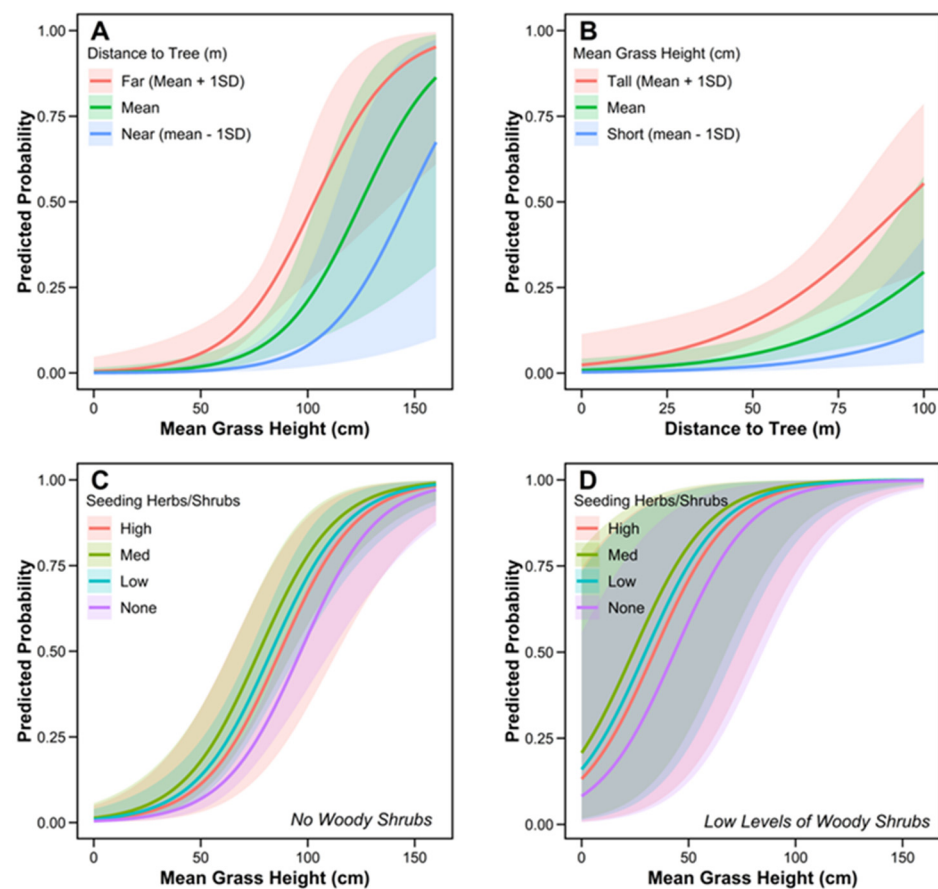 A
Distance to Tree (m)
Far (Mean + 1SD)
Mean
Near (mean - 1SD)
Predicted Probability
1.00
0.75
0.50
0.25
0.00
0
50
100
150
Mean Grass Height (cm)
B
Mean Grass Height (cm)
Tall (Mean + 1SD)
Mean
Short (mean - 1SD)
Predicted Probability
1.00
0.75
0.50
0.25
0.00
0
25
50
75
100
Distance to Tree (m)
C
Seeding Herbs/Shrubs
High
Med
Low
None
Predicted Probability
1.00
0.75
0.50
0.25
0.00
No Woody Shrubs
0
50
100
150
Mean Grass Height (cm)
D
Seeding Herbs/Shrubs
High
Med
Low
None
Predicted Probability
1.00
0.75
0.50
0.25
0.00
Low Levels of Woody Shrubs
0
50
100
150
Mean Grass Height (cm)